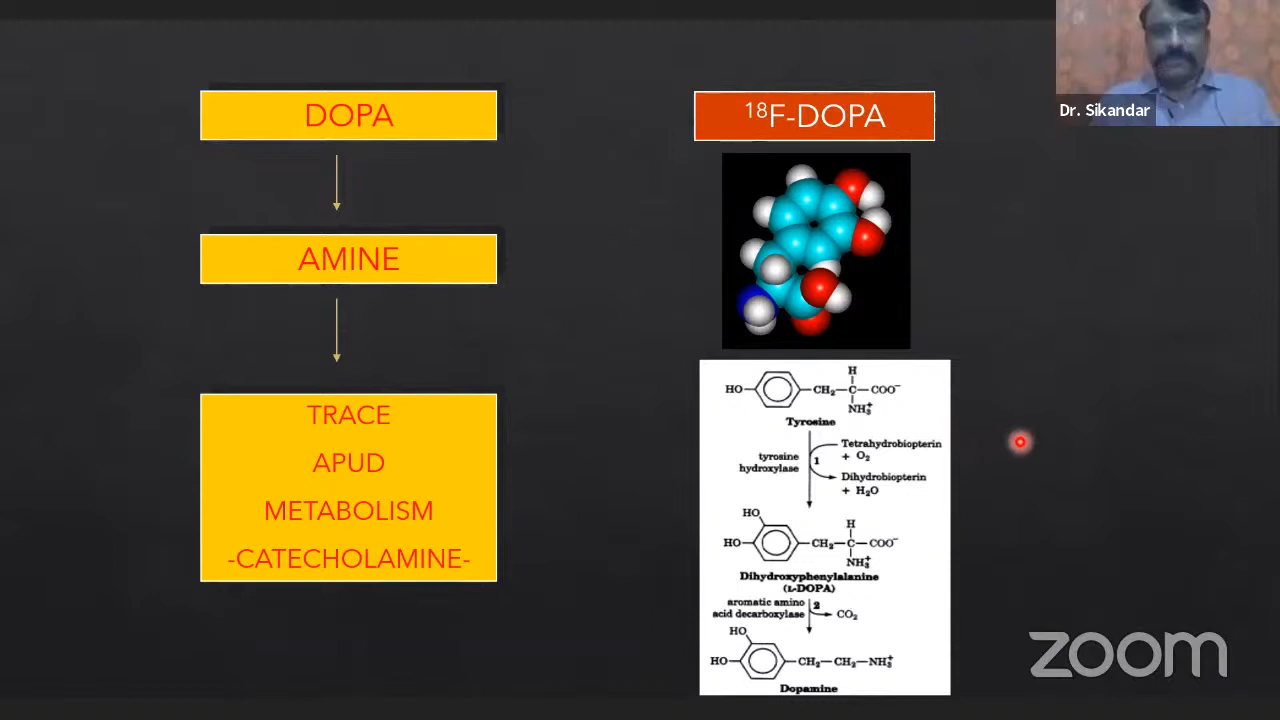 DOPA
AMINE
TRACE
APUD
METABOLISM
-CATECHOLAMINE-
¹⁸F-DOPA
H
HO CH₂—C—COO⁻
NH₃⁺
Tyrosine
tyrosine
hydroxylase
1
Tetrahydrobiopterin
+ O₂
Dihydrobiopterin
+ H₂O
HO
H
HO CH₂—C—COO⁻
NH₃⁺
Dihydroxyphenylalanine
(L-DOPA)
aromatic amino
acid decarboxylase
2
CO₂
HO
HO CH₂—CH₂—NH₃⁺
Dopamine
Dr. Sikandar
zoom